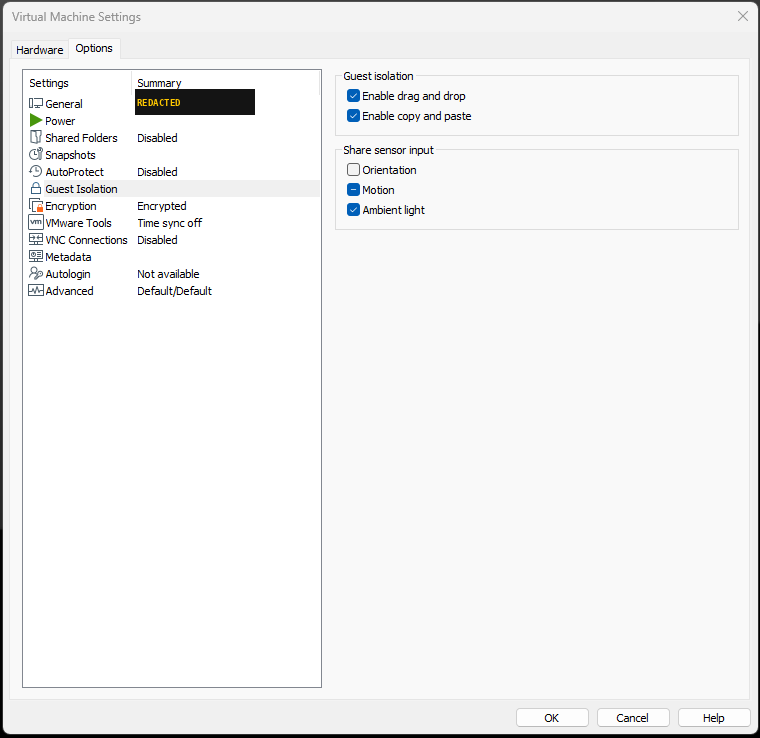 Virtual Machine Settings
Hardware Options
Settings Summary
General REDACTED
Power
Shared Folders Disabled
Snapshots
AutoProtect Disabled
Guest Isolation
Encryption Encrypted
vm VMware Tools Time sync off
VNC Connections Disabled
Metadata
Autologin Not available
Advanced Default/Default
Guest isolation
Enable drag and drop
Enable copy and paste
Share sensor input
Orientation
Motion
Ambient light
OK Cancel Help